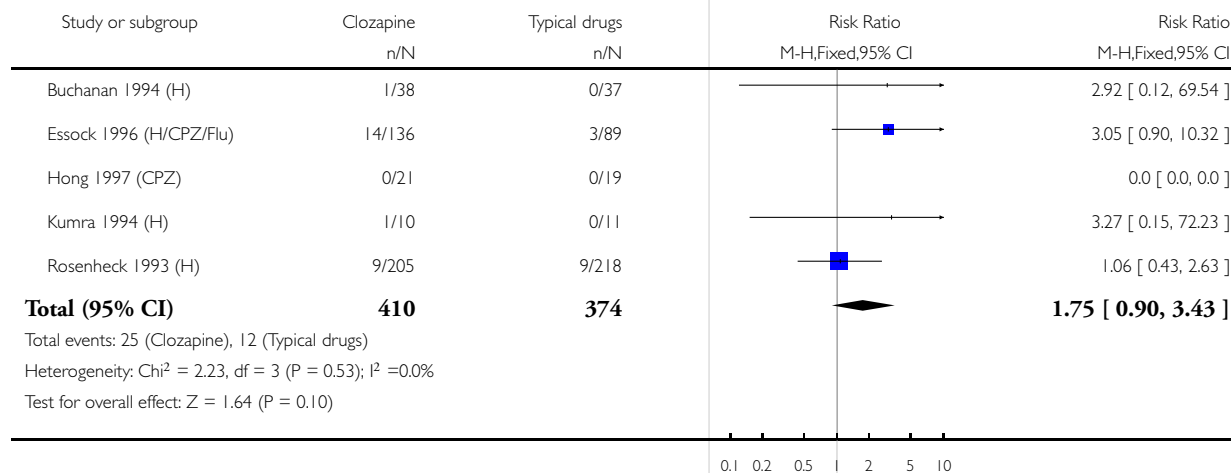 Study or subgroup Clozapine Typical drugs Risk Ratio Risk Ratio
n/N n/N M-H,Fixed,95% CI M-H,Fixed,95% CI
Buchanan 1994 (H) 1/38 0/37 2.92 [ 0.12, 69.54 ]
Essock 1996 (H/CPZ/Flu) 14/136 3/89 3.05 [ 0.90, 10.32 ]
Hong 1997 (CPZ) 0/21 0/19 0.0 [ 0.0, 0.0 ]
Kumra 1994 (H) 1/10 0/11 3.27 [ 0.15, 72.23 ]
Rosenheck 1993 (H) 9/205 9/218 1.06 [ 0.43, 2.63 ]
Total (95% CI) 410 374 1.75 [ 0.90, 3.43 ]
Total events: 25 (Clozapine), 12 (Typical drugs)
Heterogeneity: Chi² = 2.23, df = 3 (P = 0.53); I² =0.0%
Test for overall effect: Z = 1.64 (P = 0.10)
0.1 0.2 0.5 1 2 5 10